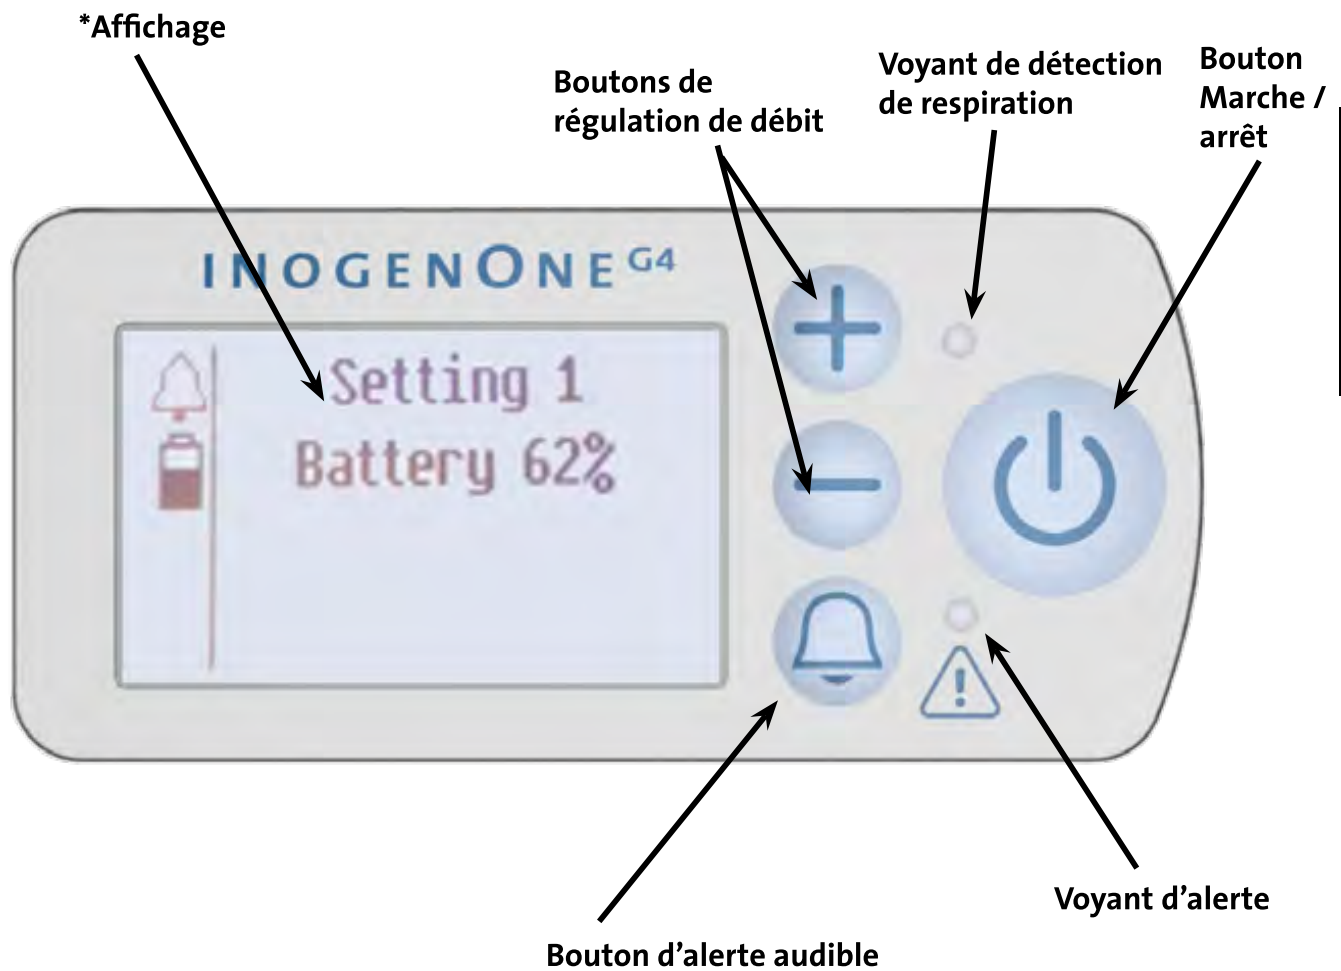 *Affichage
Boutons de
régulation de débit
Voyant de détection
de respiration
Bouton
Marche /
arrêt
INOGENONE G4
Setting 1
Battery 62%
Voyant d’alerte
Bouton d’alerte audible